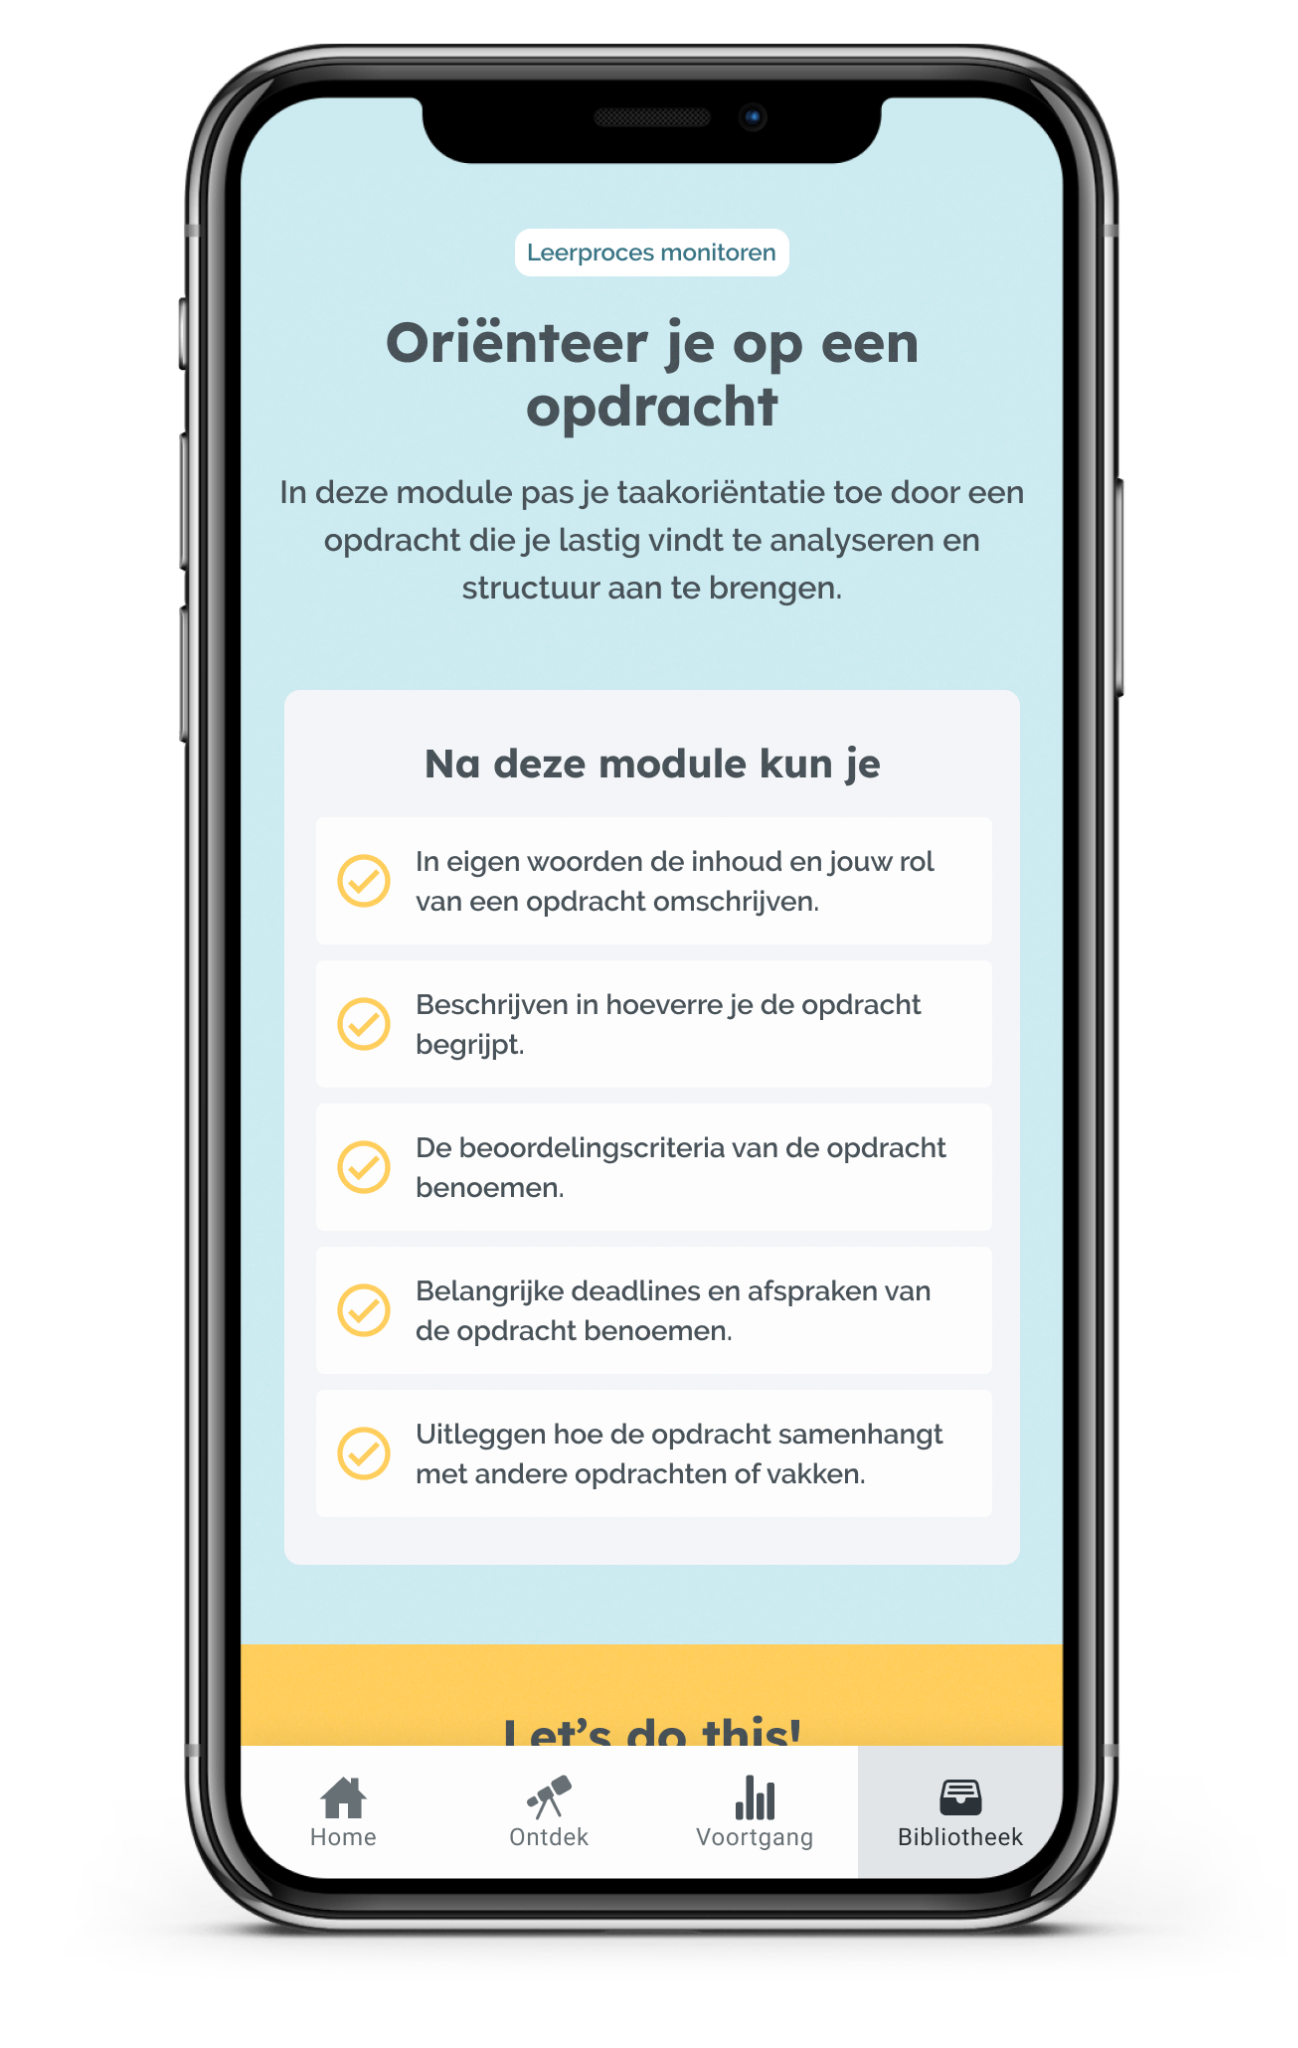 Leerproces monitoren
Oriënteer je op een
opdracht
In deze module pas je taakoriëntatie toe door een
opdracht die je lastig vindt te analyseren en
structuur aan te brengen.
Na deze module kun je
In eigen woorden de inhoud en jouw rol
van een opdracht omschrijven.
Beschrijven in hoeverre je de opdracht
begrijpt.
De beoordelingscriteria van de opdracht
benoemen.
Belangrijke deadlines en afspraken van
de opdracht benoemen.
Uitleggen hoe de opdracht samenhangt
met andere opdrachten of vakken.
Let's do this!
Home
Ontdek
Voortgang
Bibliotheek